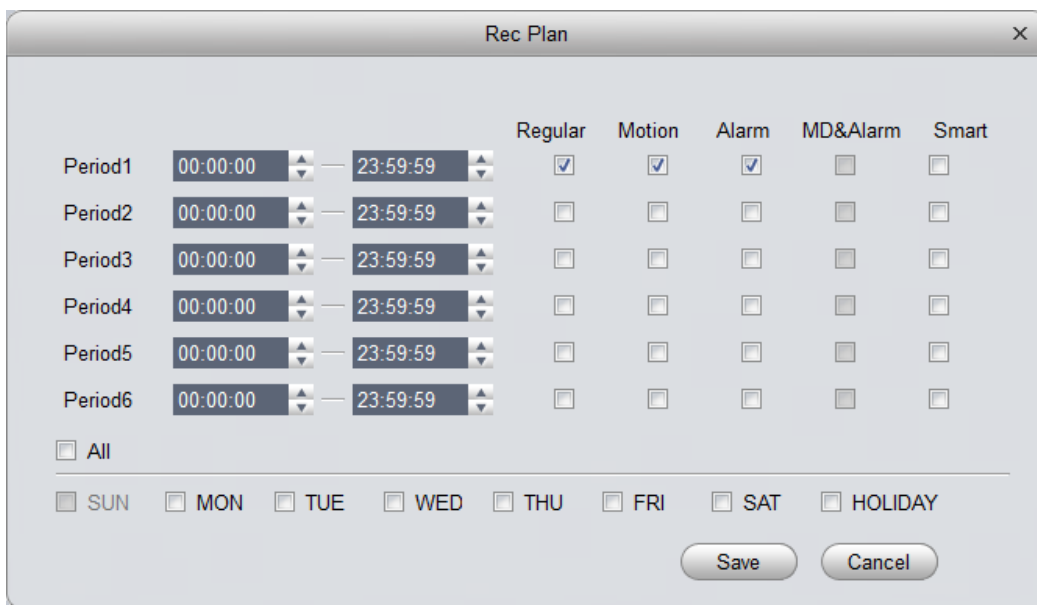 Rec Plan
Regular Motion Alarm MD&Alarm Smart
Period1 00:00:00 23:59:59
Period2 00:00:00 23:59:59
Period3 00:00:00 23:59:59
Period4 00:00:00 23:59:59
Period5 00:00:00 23:59:59
Period6 00:00:00 23:59:59
All
SUN MON TUE WED THU FRI SAT HOLIDAY
Save Cancel